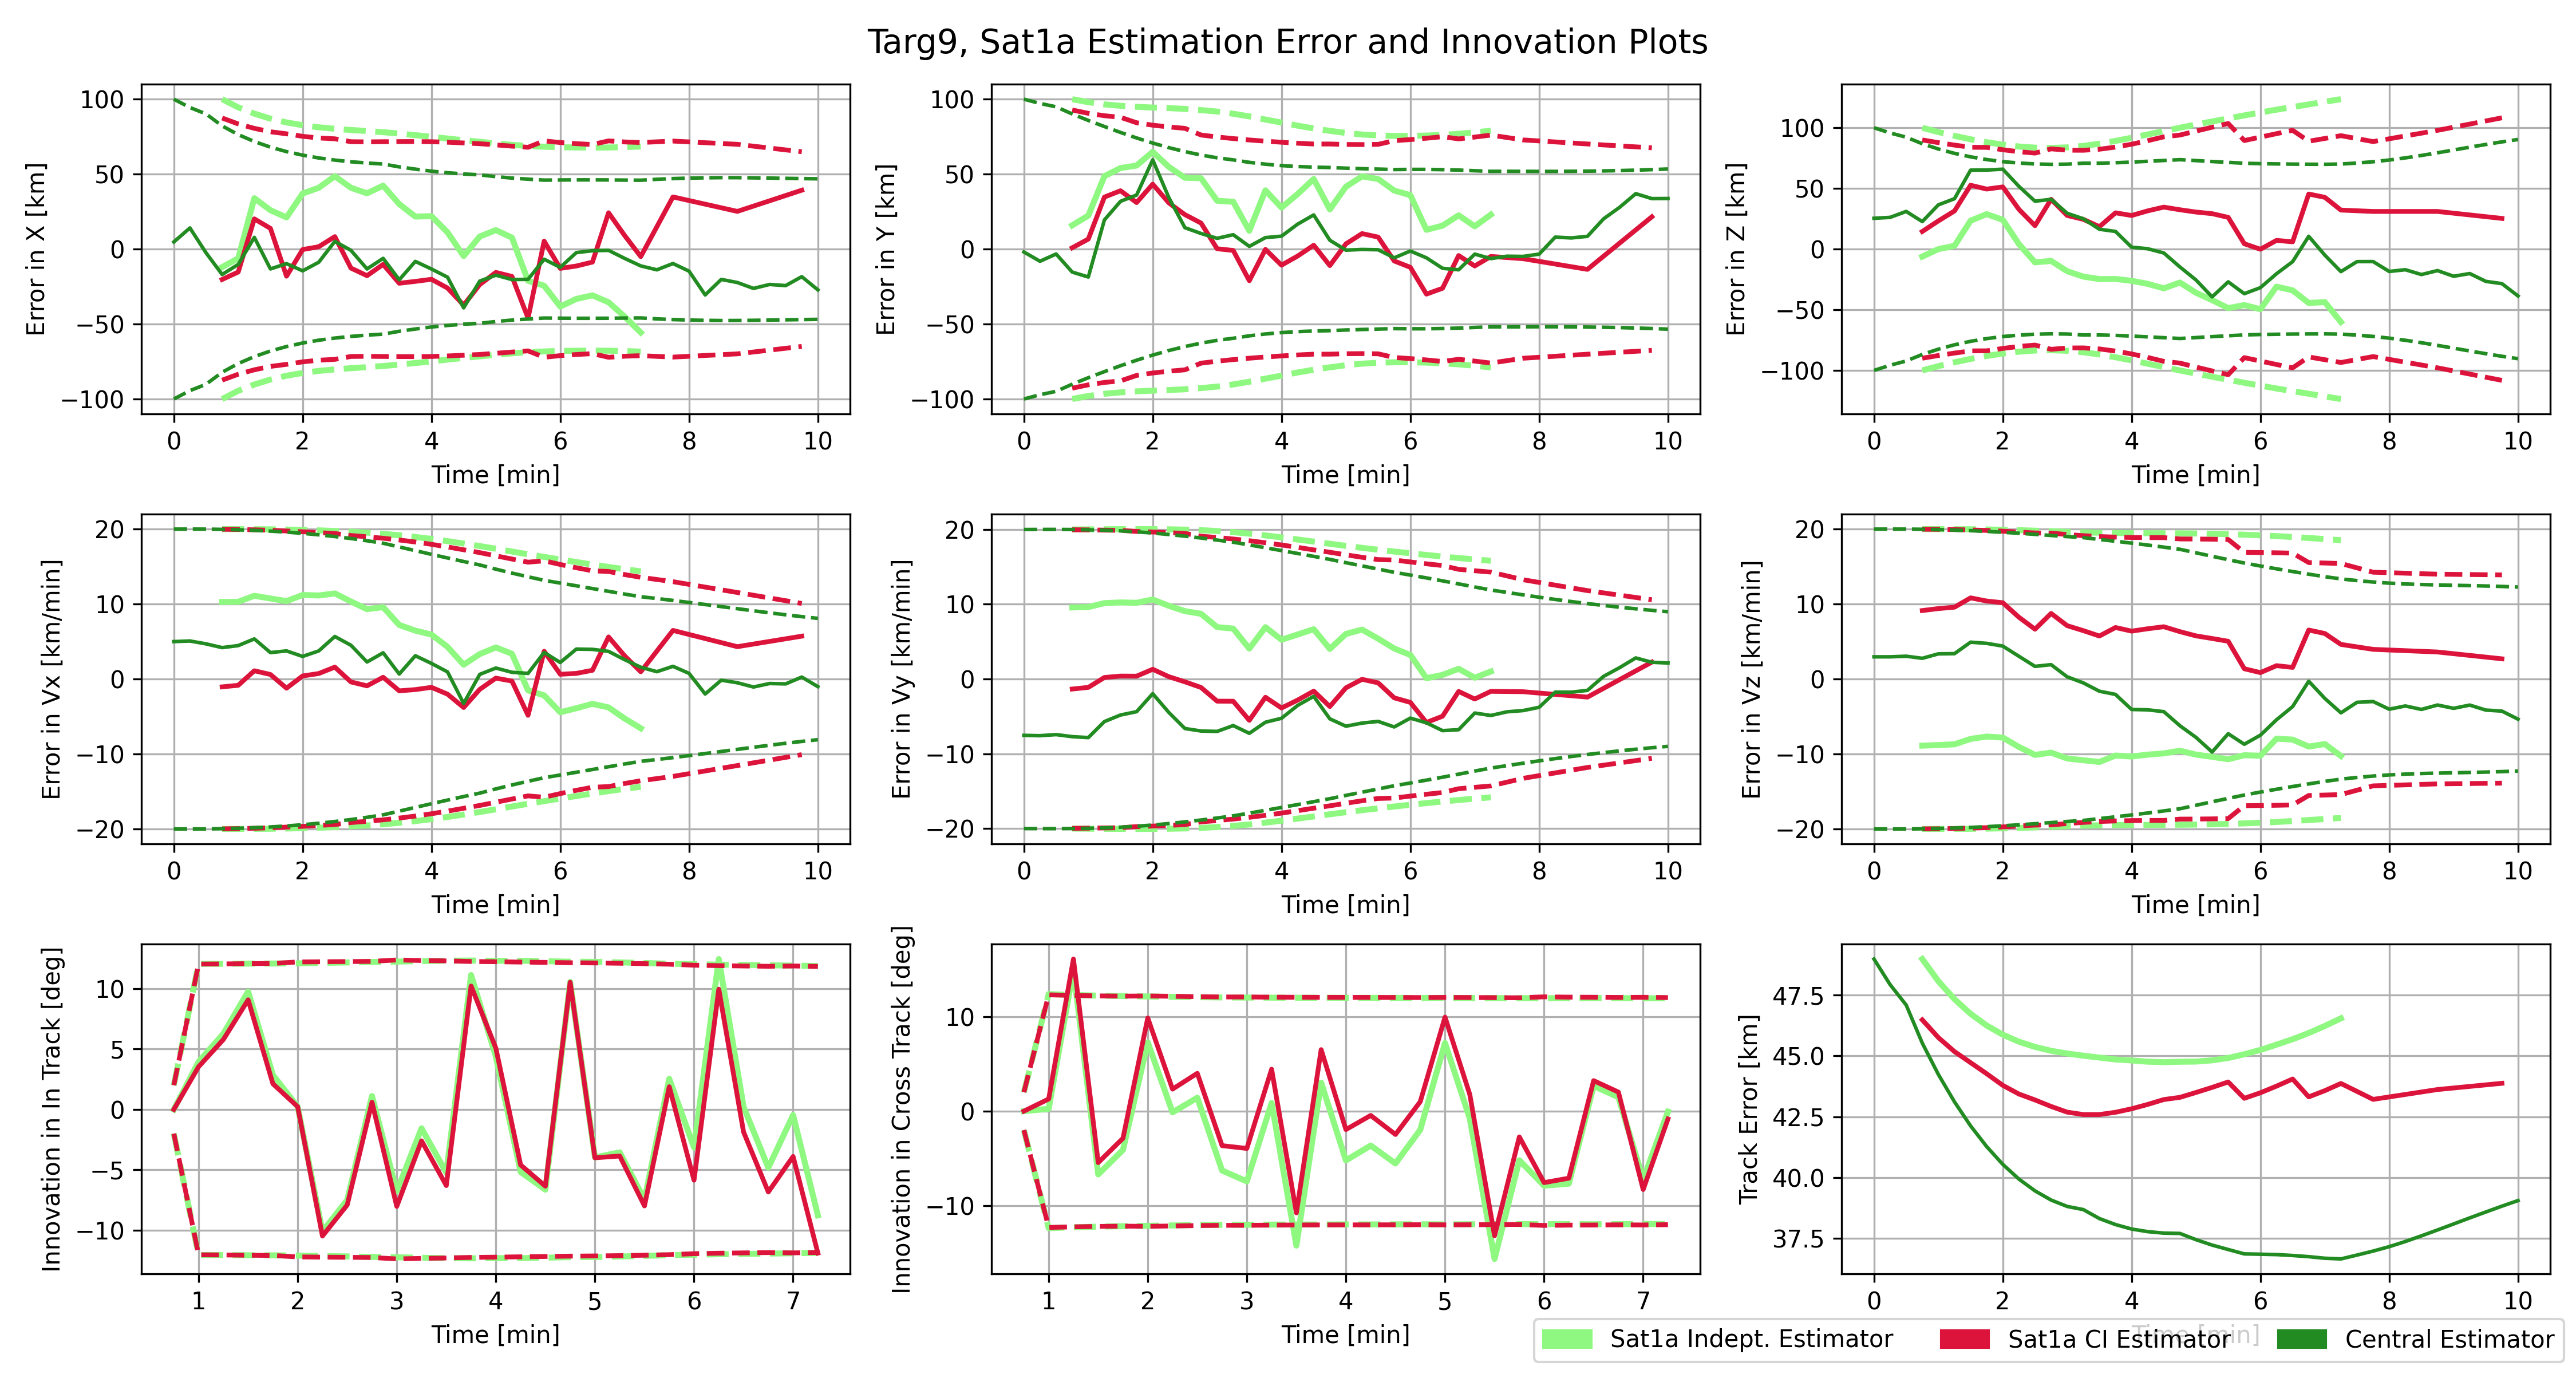 Targ9, Sat1a Estimation Error and Innovation Plots
Error in X [km]
100
50
0
−50
−100
0 2 4 6 8 10
Time [min]
Error in Y [km]
100
50
0
−50
−100
0 2 4 6 8 10
Time [min]
Error in Z [km]
100
50
0
−50
−100
0 2 4 6 8 10
Time [min]
Error in Vx [km/min]
20
10
0
−10
−20
0 2 4 6 8 10
Time [min]
Error in Vy [km/min]
20
10
0
−10
−20
0 2 4 6 8 10
Time [min]
Error in Vz [km/min]
20
10
0
−10
−20
0 2 4 6 8 10
Time [min]
Innovation in In Track [deg]
10
5
0
−5
−10
1 2 3 4 5 6 7
Time [min]
Innovation in Cross Track [deg]
10
0
−10
1 2 3 4 5 6 7
Time [min]
Track Error [km]
47.5
45.0
42.5
40.0
37.5
0 2 4 6 8 10
Time [min]
Sat1a Indept. Estimator Sat1a CI Estimator Central Estimator